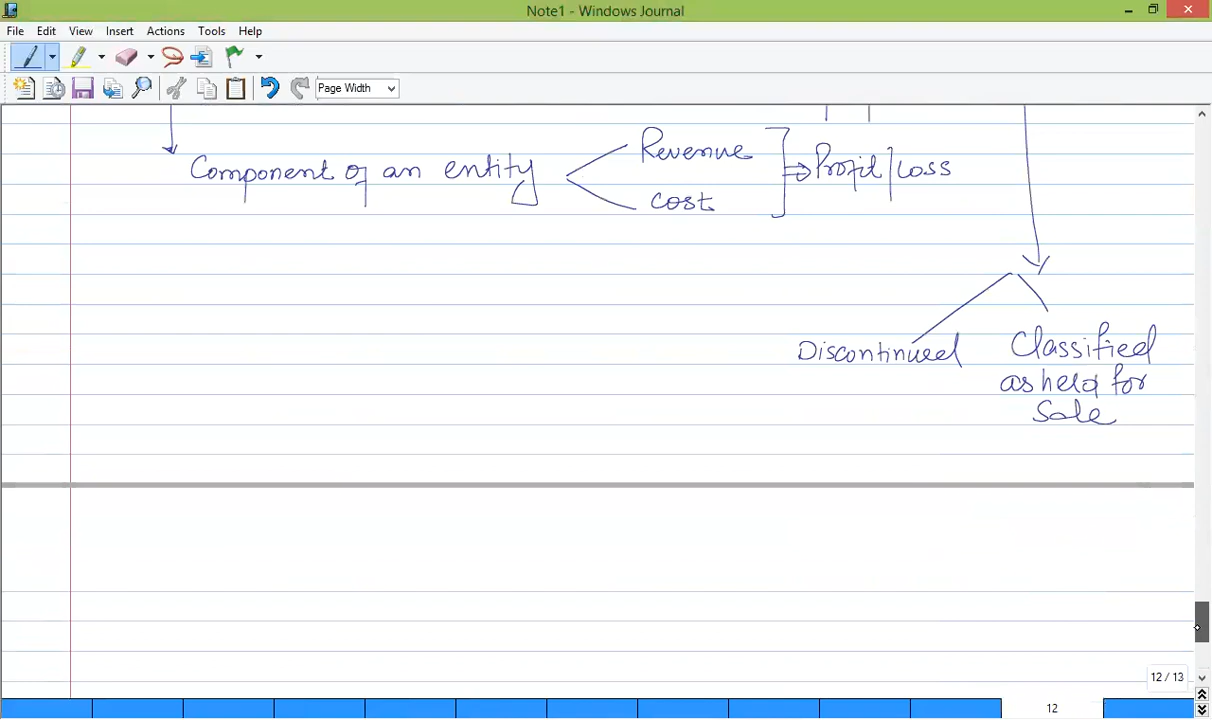 Note1 - Windows Journal
File Edit View Insert Actions Tools Help
Page Width
Component of an entity
Revenue
cost
Profit/Loss
Discontinued
Classified
as held for
Sale
12 / 13
12